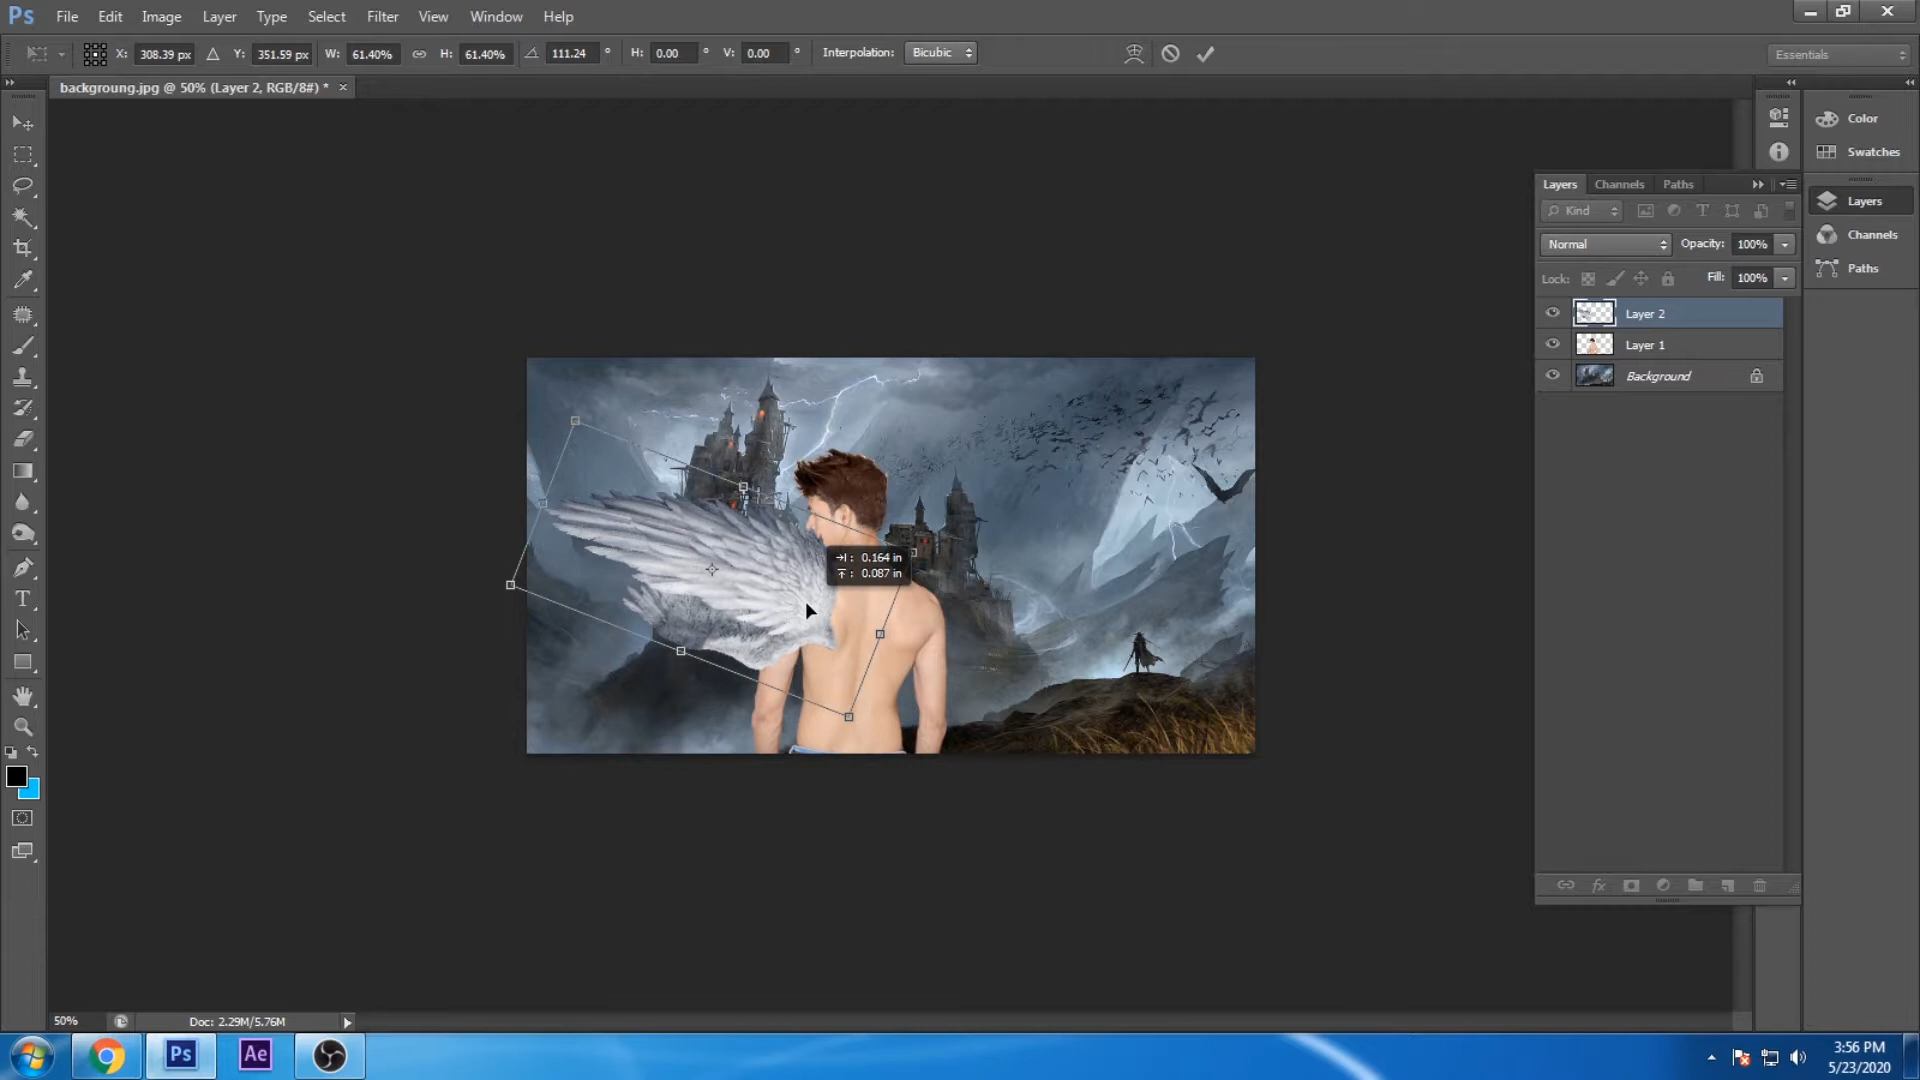 Ps File Edit Image Layer Type Select Filter View Window Help
X: 308.39 px Y: 351.59 px W: 61.40% H: 61.40% 111.24 ° H: 0.00 ° V: 0.00 ° Interpolation: Bicubic Essentials
backgroung.jpg @ 50% (Layer 2, RGB/8#) * ×
Color
Swatches
Layers Channels Paths
Layers
Kind
Channels
Normal Opacity: 100%
Paths
Lock: Fill: 100%
Layer 2
Layer 1
Background
: 0.164 in
: 0.087 in
50% Doc: 2.29M/5.76M
Ps Ae
3:56 PM
5/23/2020